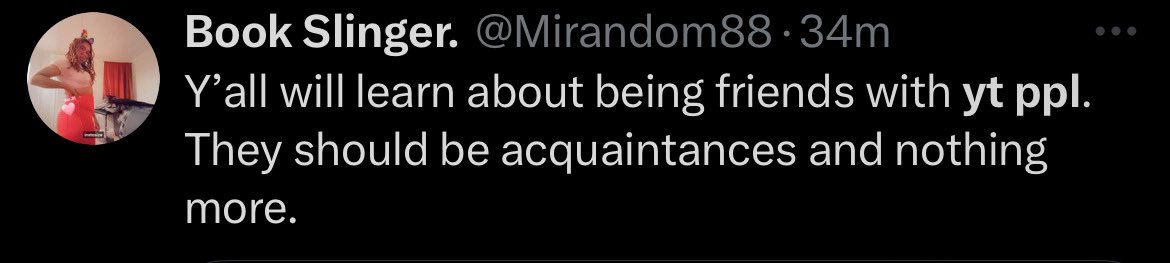 Book Slinger. @Mirandom88 · 34m
Y’all will learn about being friends with yt ppl.
They should be acquaintances and nothing
more.